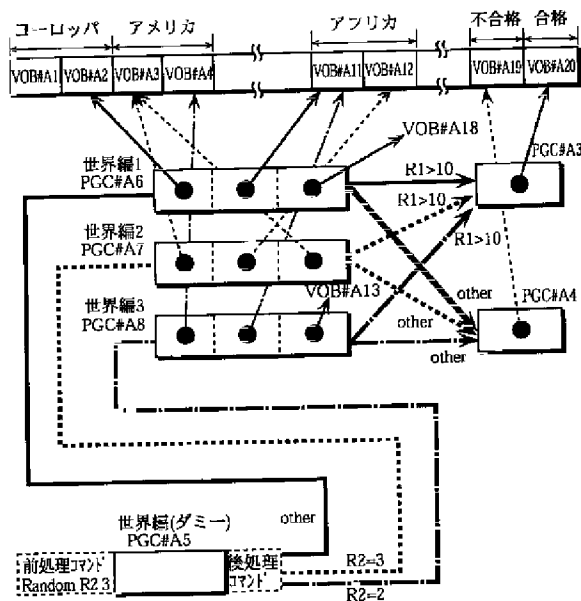 ヨーロッパ アメリカ アフリカ 不合格 合格
VOB#A1 VOB#A2 VOB#A3 VOB#A4 VOB#A11 VOB#A12 VOB#A19 VOB#A20
VOB#A18
世界編1
PGC#A6
R1>10
PGC#A3
R1>10
世界編2
PGC#A7
R1>10
VOB#A13
other
PGC#A4
世界編3
PGC#A8
other
other
世界編(ダミー)
PGC#A5
other
前処理コマンド
Random R2 3
後処理
コマンド
R2=3
R2=2